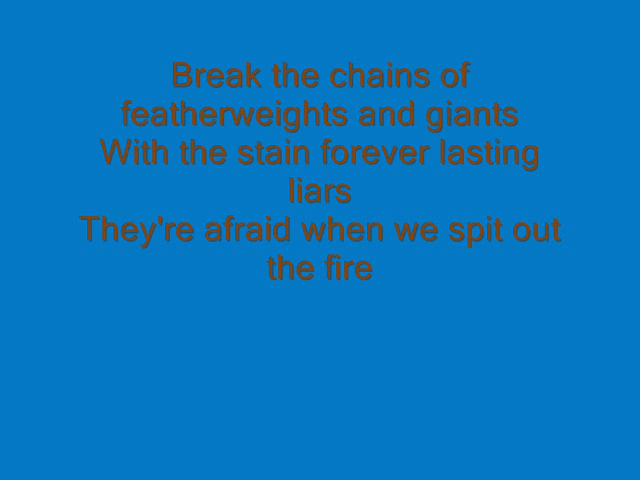 Break the chains of
featherweights and giants
With the stain forever lasting
liars
They're afraid when we spit out
the fire